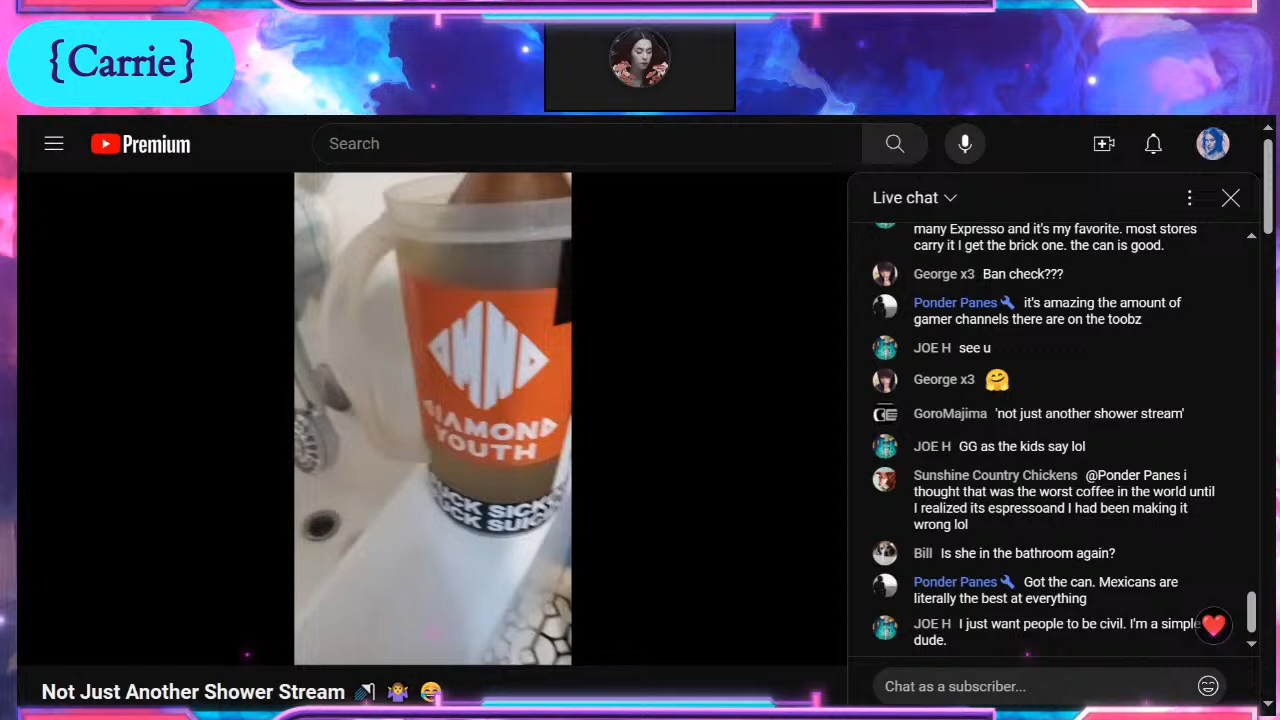 {Carrie}
Premium
Search
Live chat
many Expresso and it's my favorite. most stores
carry it I get the brick one. the can is good.
George x3 Ban check???
Ponder Panes it's amazing the amount of
gamer channels there are on the toobz
JOE H see u
George x3 🤗
GoroMajima 'not just another shower stream'
JOE H GG as the kids say lol
Sunshine Country Chickens @Ponder Panes i
thought that was the worst coffee in the world until
I realized its espressoand I had been making it
wrong lol
Bill Is she in the bathroom again?
Ponder Panes Got the can. Mexicans are
literally the best at everything
JOE H I just want people to be civil. I'm a simple
dude.
Chat as a subscriber...
DMND
DIAMOND
YOUTH
Not Just Another Shower Stream 🚿 🤷‍♀️ 😂